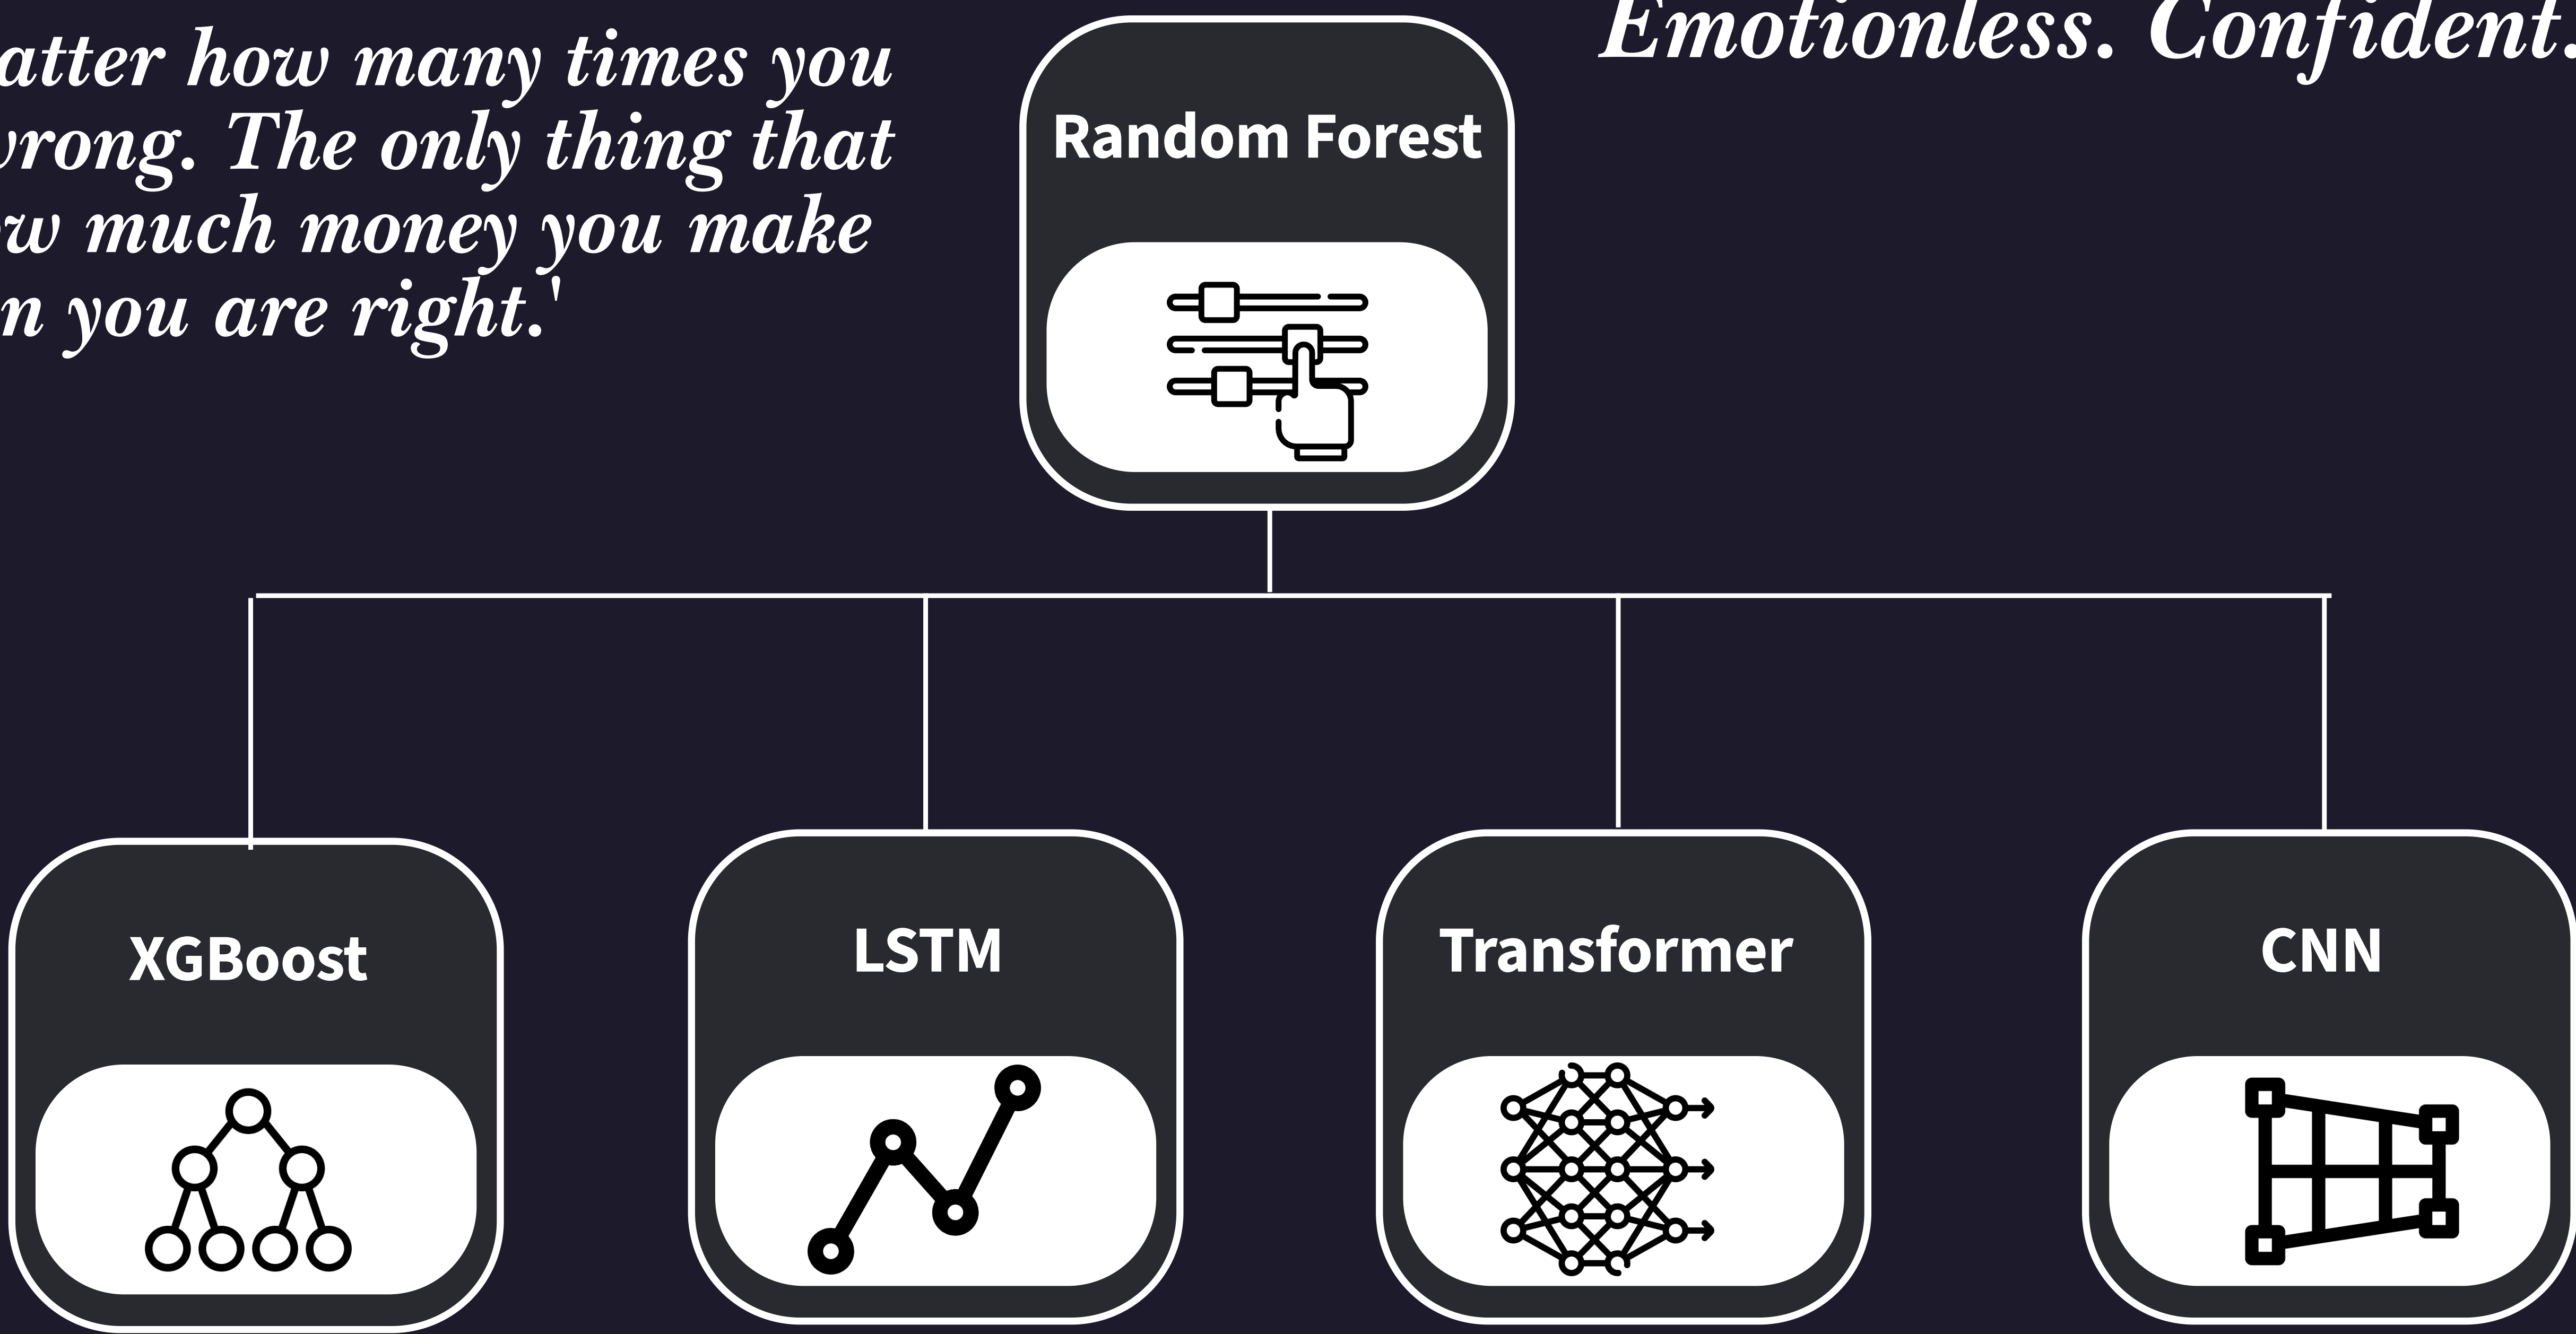 atter how many times you
wrong. The only thing that
w much money you make
n you are right.'
Emotionless. Confident.
Random Forest
XGBoost
LSTM
Transformer
CNN